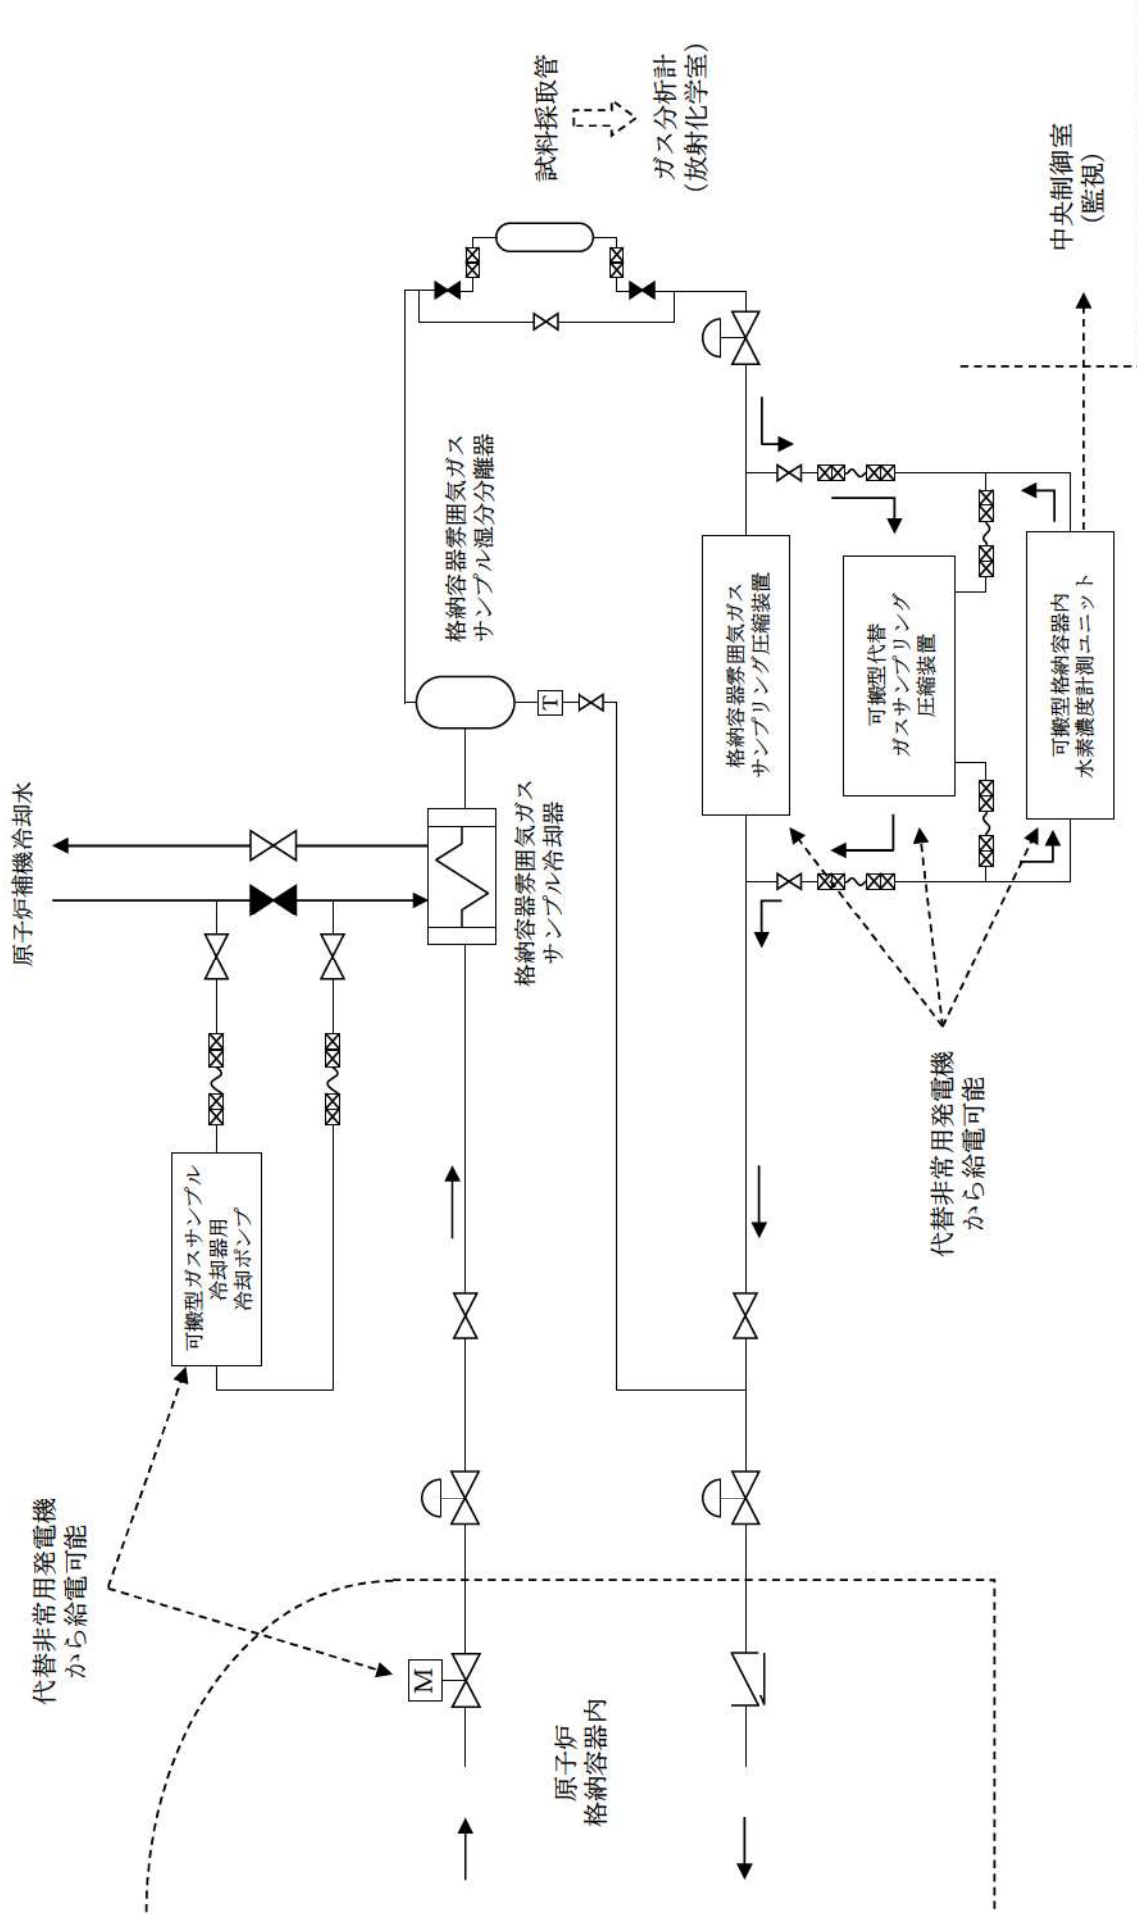 原子炉補機冷却水
代替非常用発電機
から給電可能
可搬型ガスサンプル
冷却器用
冷却ポンプ
格納容器雰囲気ガス
サンプル冷却器
格納容器雰囲気ガス
サンプル湿分分離器
試料採取管
ガス分析計
(放射化学室)
M
T
原子炉
格納容器内
格納容器雰囲気ガス
サンプリング圧縮装置
可搬型代替
ガスサンプリング
圧縮装置
可搬型格納容器内
水素濃度計測ユニット
代替非常用発電機
から給電可能
中央制御室
(監視)